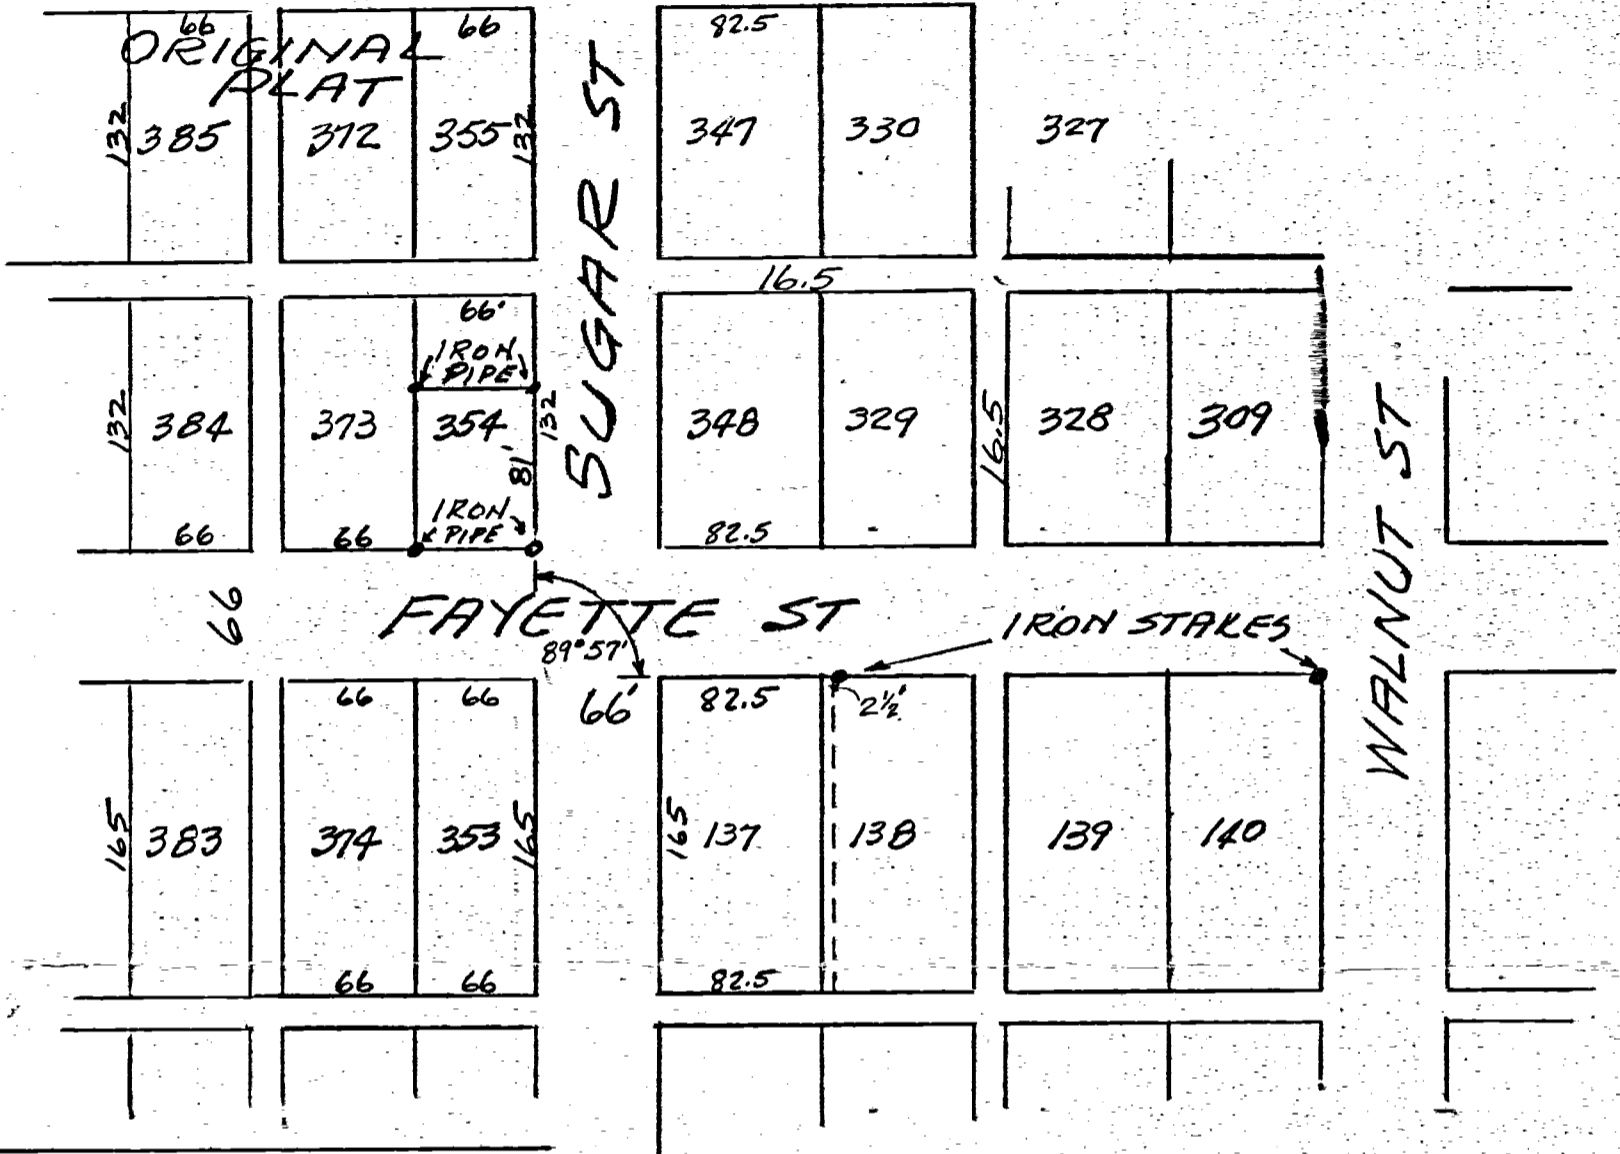 66 66 82.5
ORIGINAL
PLAT
132 385 372 355 132 347 330 327
SUGAR ST
16.5
66'
IRON
PIPE
132 384 373 354 132 348 329 16.5 328 309
81'
IRON
PIPE
66 66 82.5
WALNUT ST
66
FAYETTE ST
IRON STAKES
89°57'
66 66 66' 82.5 2½'
165 383 374 353 165 165 137 138 139 140
66 66 82.5